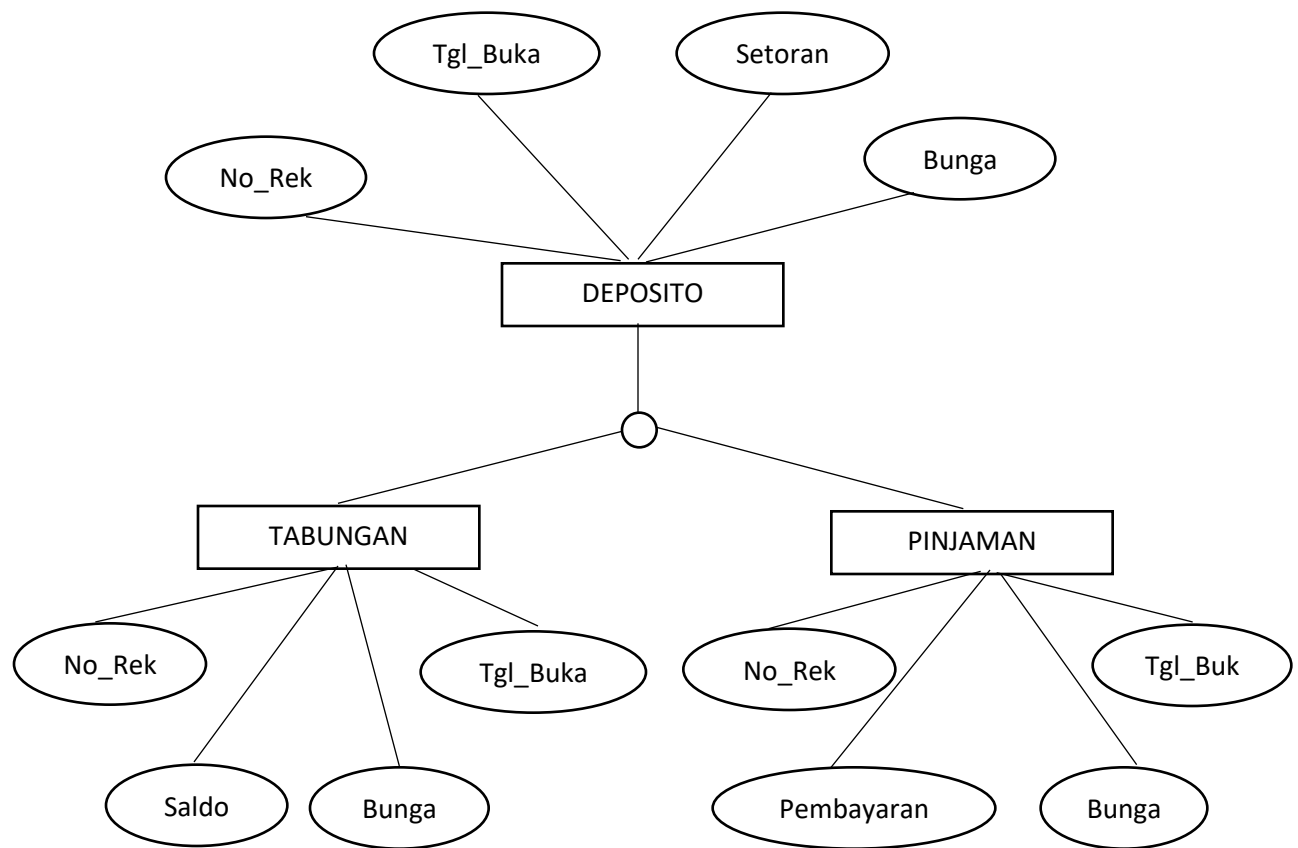 Tgl_Buka
Setoran
No_Rek
Bunga
DEPOSITO
TABUNGAN
PINJAMAN
No_Rek
Tgl_Buka
No_Rek
Tgl_Buk
Saldo
Bunga
Pembayaran
Bunga